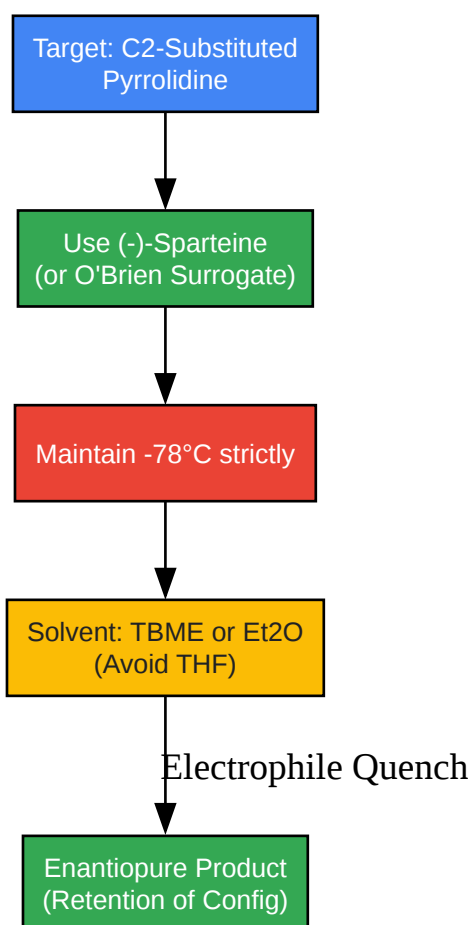 Target: C2-Substituted
Pyrrolidine
Use (-)-Sparteine
(or O'Brien Surrogate)
Maintain -78°C strictly
Solvent: TBME or Et2O
(Avoid THF)
Electrophile Quench
Enantiopure Product
(Retention of Config)